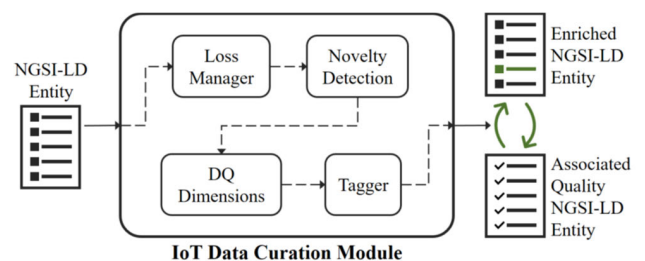 NGSI-LD
Entity
Loss
Manager
Novelty
Detection
DQ
Dimensions
Tagger
Enriched
NGSI-LD
Entity
Associated
Quality
NGSI-LD
Entity
IoT Data Curation Module